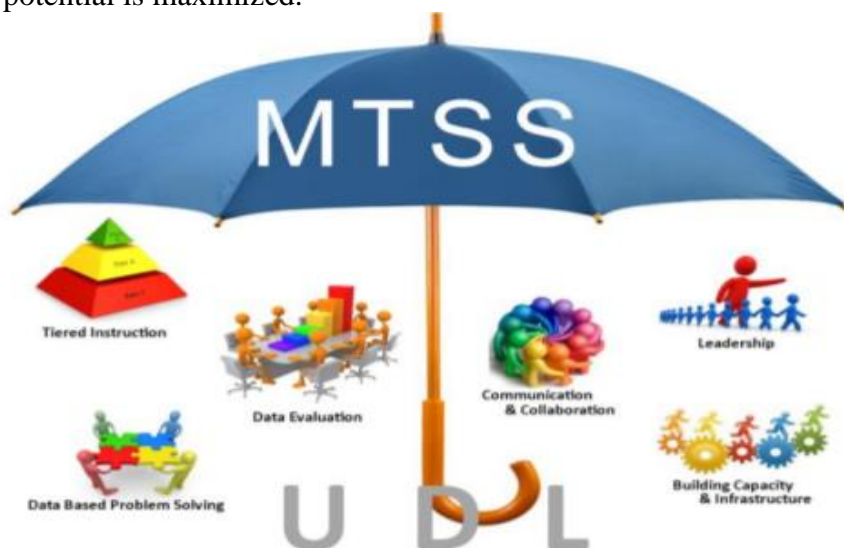 potential is maximized.
MTSS
Tiered Instruction
Data Evaluation
Communication
& Collaboration
Leadership
Data Based Problem Solving
Building Capacity
& Infrastructure
U D L